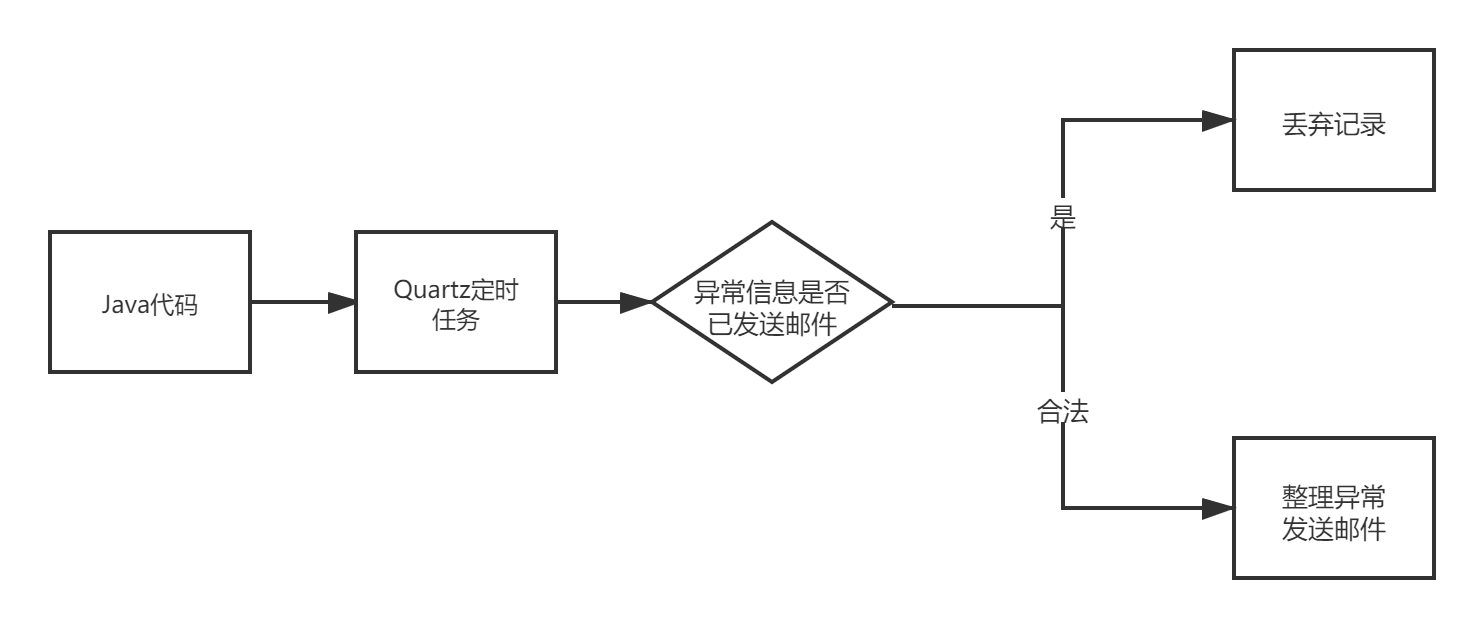 Java代码
Quartz定时
任务
异常信息是否
已发送邮件
是
丢弃记录
合法
整理异常
发送邮件